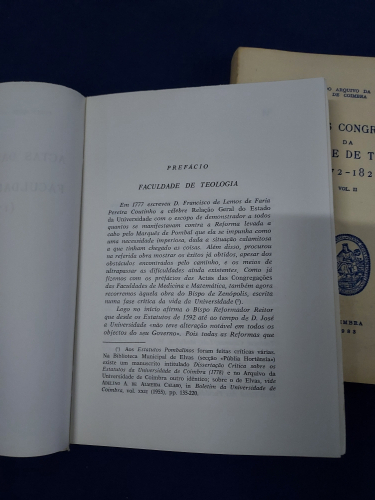 PREFÁCIO
FACULDADE DE TEOLOGIA
Em 1777 escreveu D. Francisco de Lemos de Faria
Pereira Coutinho a célebre Relação Geral do Estado
da Universidade com o escopo de demonstrador a todos
quantos se manifestavam contra a Reforma levada a
cabo pelo Marquês de Pombal que ela se impunha como
uma necessidade imperiosa, dada a situação calamitosa
a que tinham chegado as coisas. Além disso, procurou
na referida obra mostrar os êxitos já obtidos, apesar dos
obstáculos encontrados pelo caminho, e os meios de
ultrapassar as dificuldades ainda existentes. Como já
fizemos com os prefácios das Actas das Congregações
das Faculdades de Medicina e Matemática, também agora
recorremos àquela obra do Bispo de Zenópolis, escrita
numa fase crítica da vida de Universidade (¹).
Logo no início afirma o Bispo Reformador Reitor
que desde os Estatutos de 1592 até ao tempo de D. José
a Universidade «não teve alteração notável em todos os
objectos do seu Governo». Pois todas as Reformas que
(¹) Aos Estatutos Pombalinos foram feitas críticas várias.
Na Biblioteca Municipal de Elvas (secção «Públia Hortênsia»)
existe um manuscrito intitulado Dissertação Crítica sobre os
Estatutos da Universidade de Coimbra (1778) e no Arquivo da
Universidade de Coimbra outro idêntico; sobre o de Elvas, vide
in Boletim da Universidade de
Coimbra, vol. (1955), pp. 135-220.
O ARQUIVO DA
DE COIMBRA
CONGR
DA
E DE T
72-182
VOL. II